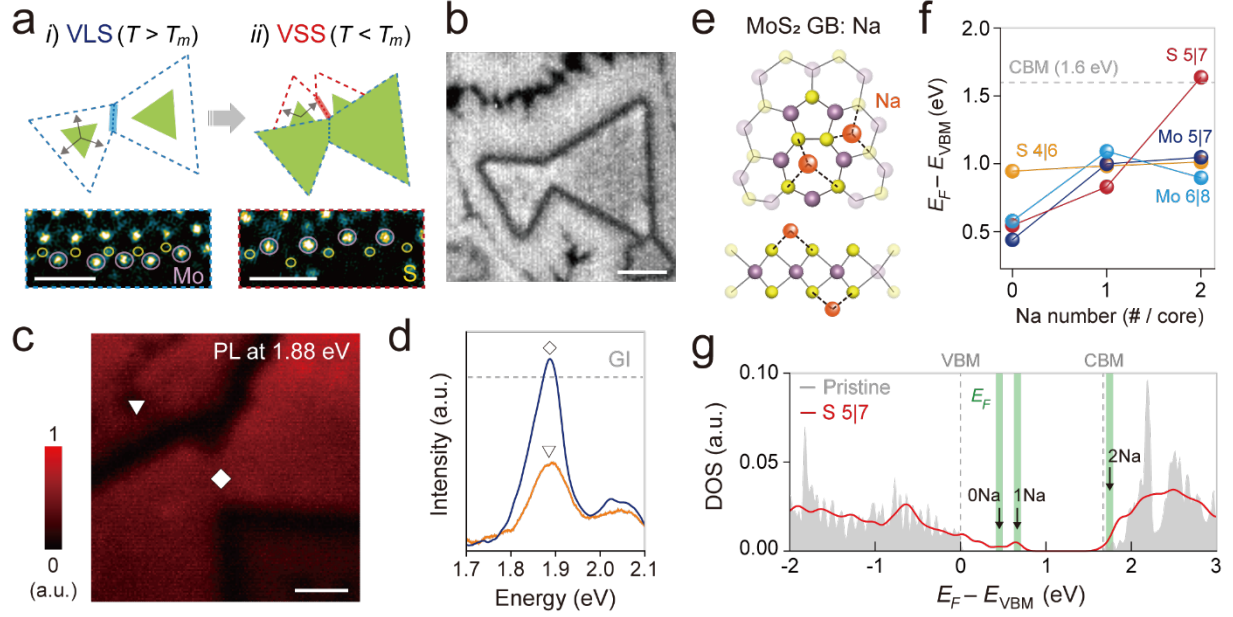 a
i) VLS (T > Tm)
ii) VSS (T < Tm)
Mo
S
b
c
PL at 1.88 eV
1
0
(a.u.)
d
GI
Intensity (a.u.)
1.7 1.8 1.9 2.0 2.1
Energy (eV)
e
MoS₂ GB: Na
Na
f
2.0
1.5
1.0
0.5
EF – EVBM (eV)
CBM (1.6 eV)
S 5|7
Mo 5|7
S 4|6
Mo 6|8
0 1 2
Na number (# / core)
g
VBM
CBM
Pristine
S 5|7
EF
0Na
1Na
2Na
0.10
0.05
0.00
DOS (a.u.)
-2 -1 0 1 2 3
EF – EVBM (eV)